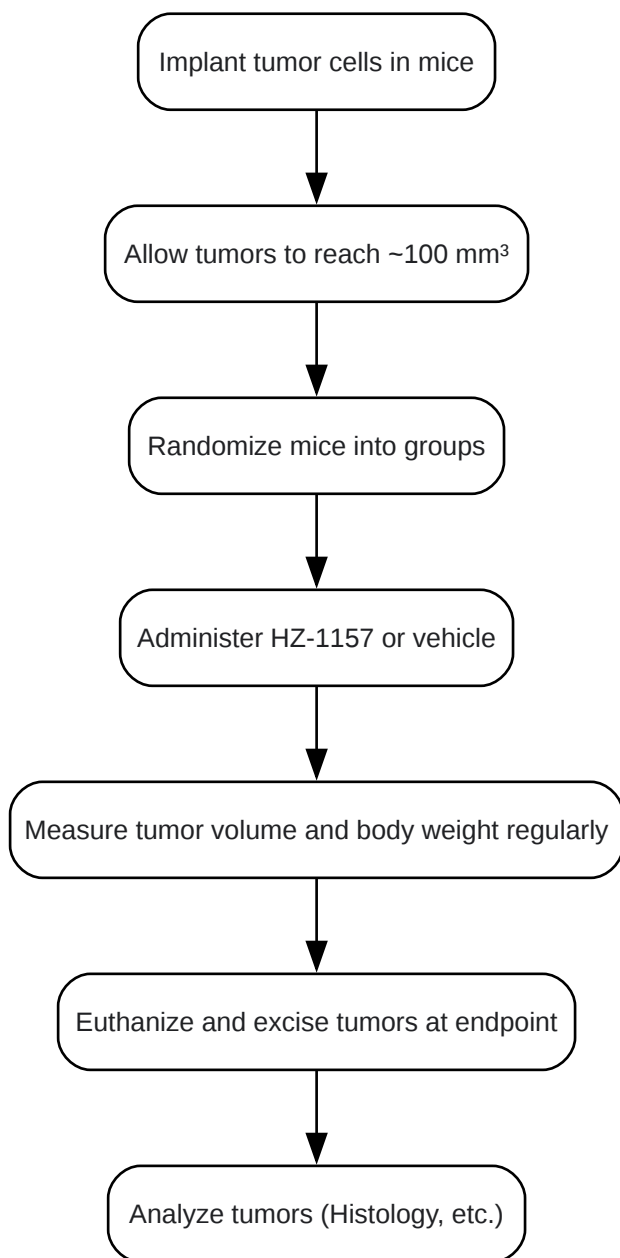 Implant tumor cells in mice
Allow tumors to reach ~100 mm³
Randomize mice into groups
Administer HZ-1157 or vehicle
Measure tumor volume and body weight regularly
Euthanize and excise tumors at endpoint
Analyze tumors (Histology, etc.)